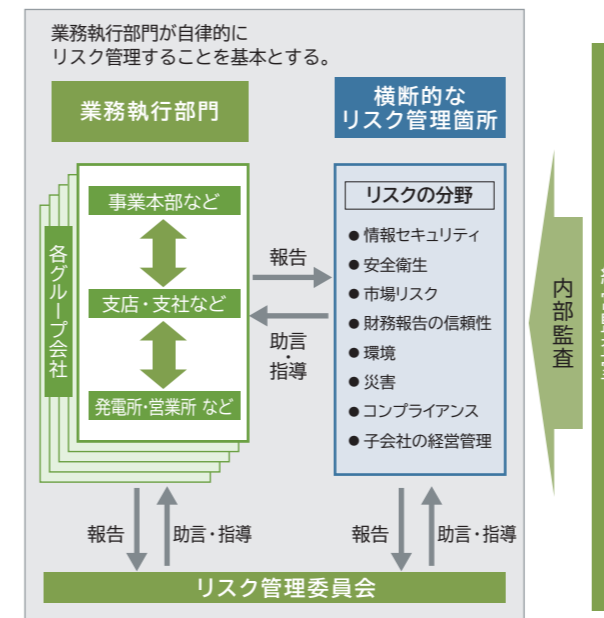 業務執行部門が自律的に
リスク管理することを基本とする。
業務執行部門
横断的な
リスク管理箇所
各グループ会社
事業本部など
支店・支社など
発電所・営業所 など
報告
助言・指導
リスクの分野
● 情報セキュリティ
● 安全衛生
● 市場リスク
● 財務報告の信頼性
● 環境
● 災害
● コンプライアンス
● 子会社の経営管理
内部監査
報告
助言・指導
報告
助言・指導
リスク管理委員会